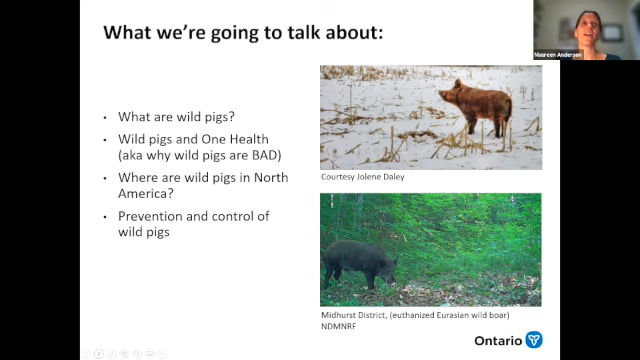 What we're going to talk about:
Maureen Anderson
• What are wild pigs?
• Wild pigs and One Health
(aka why wild pigs are BAD)
• Where are wild pigs in North
America?
• Prevention and control of
wild pigs
Courtesy Jolene Daley
Midhurst District, (euthanized Eurasian wild boar)
NDMNRF
Ontario